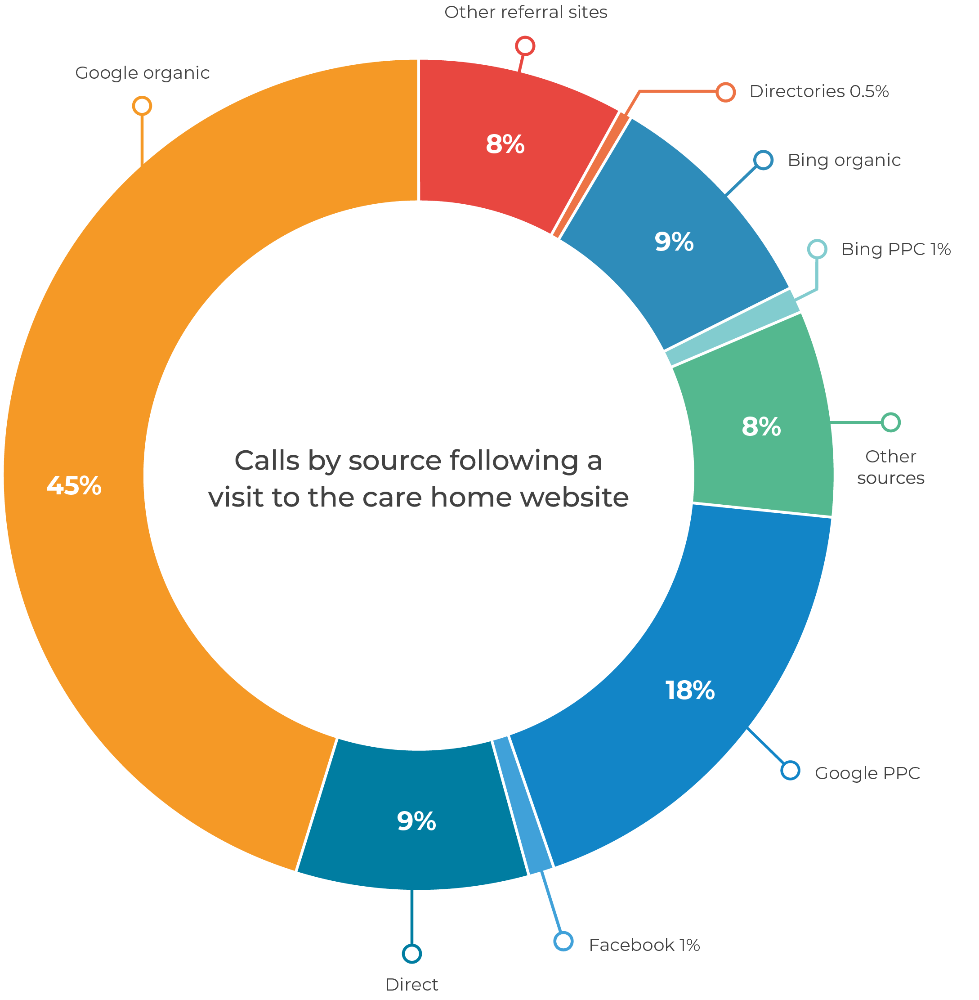 Other referral sites
Google organic
Directories 0.5%
8%
Bing organic
9%
Bing PPC 1%
8%
Other
sources
Calls by source following a
visit to the care home website
45%
18%
Google PPC
9%
Facebook 1%
Direct